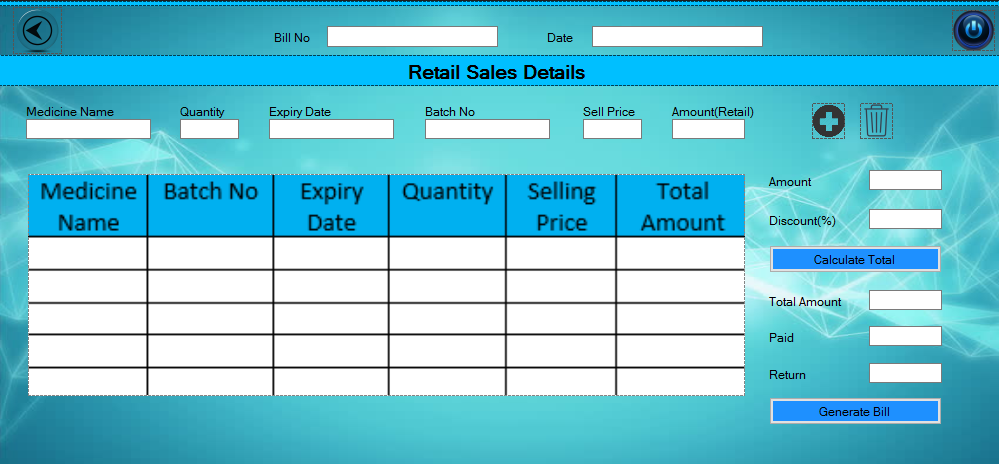 Bill No
Date
Retail Sales Details
Medicine Name
Quantity
Expiry Date
Batch No
Sell Price
Amount(Retail)
Medicine
Name
Batch No
Expiry
Date
Quantity
Selling
Price
Total
Amount
Amount
Discount(%)
Calculate Total
Total Amount
Paid
Return
Generate Bill